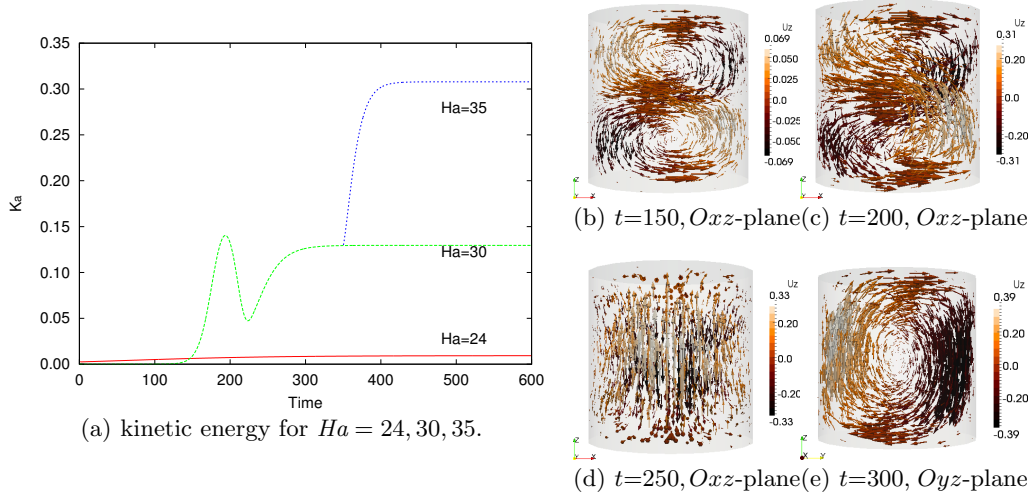 0.35
0.30
0.25
0.20
0.15
0.10
0.05
0.00
Ka
0 100 200 300 400 500 600
Time
Ha=35
Ha=30
Ha=24
(a) kinetic energy for Ha = 24, 30, 35.
Uz
0.069
0.050
0.025
0.0
-0.025
-0.050
-0.069
Z
Y X
(b) t=150, Oxz-plane
Uz
0.31
0.20
0.0
-0.20
-0.31
Z
Y X
(c) t=200, Oxz-plane
Uz
0.33
0.20
0.0
-0.20
-0.33
Z
Y X
(d) t=250, Oxz-plane
Uz
0.39
0.20
0.0
-0.20
-0.39
Z
X Y
(e) t=300, Oyz-plane